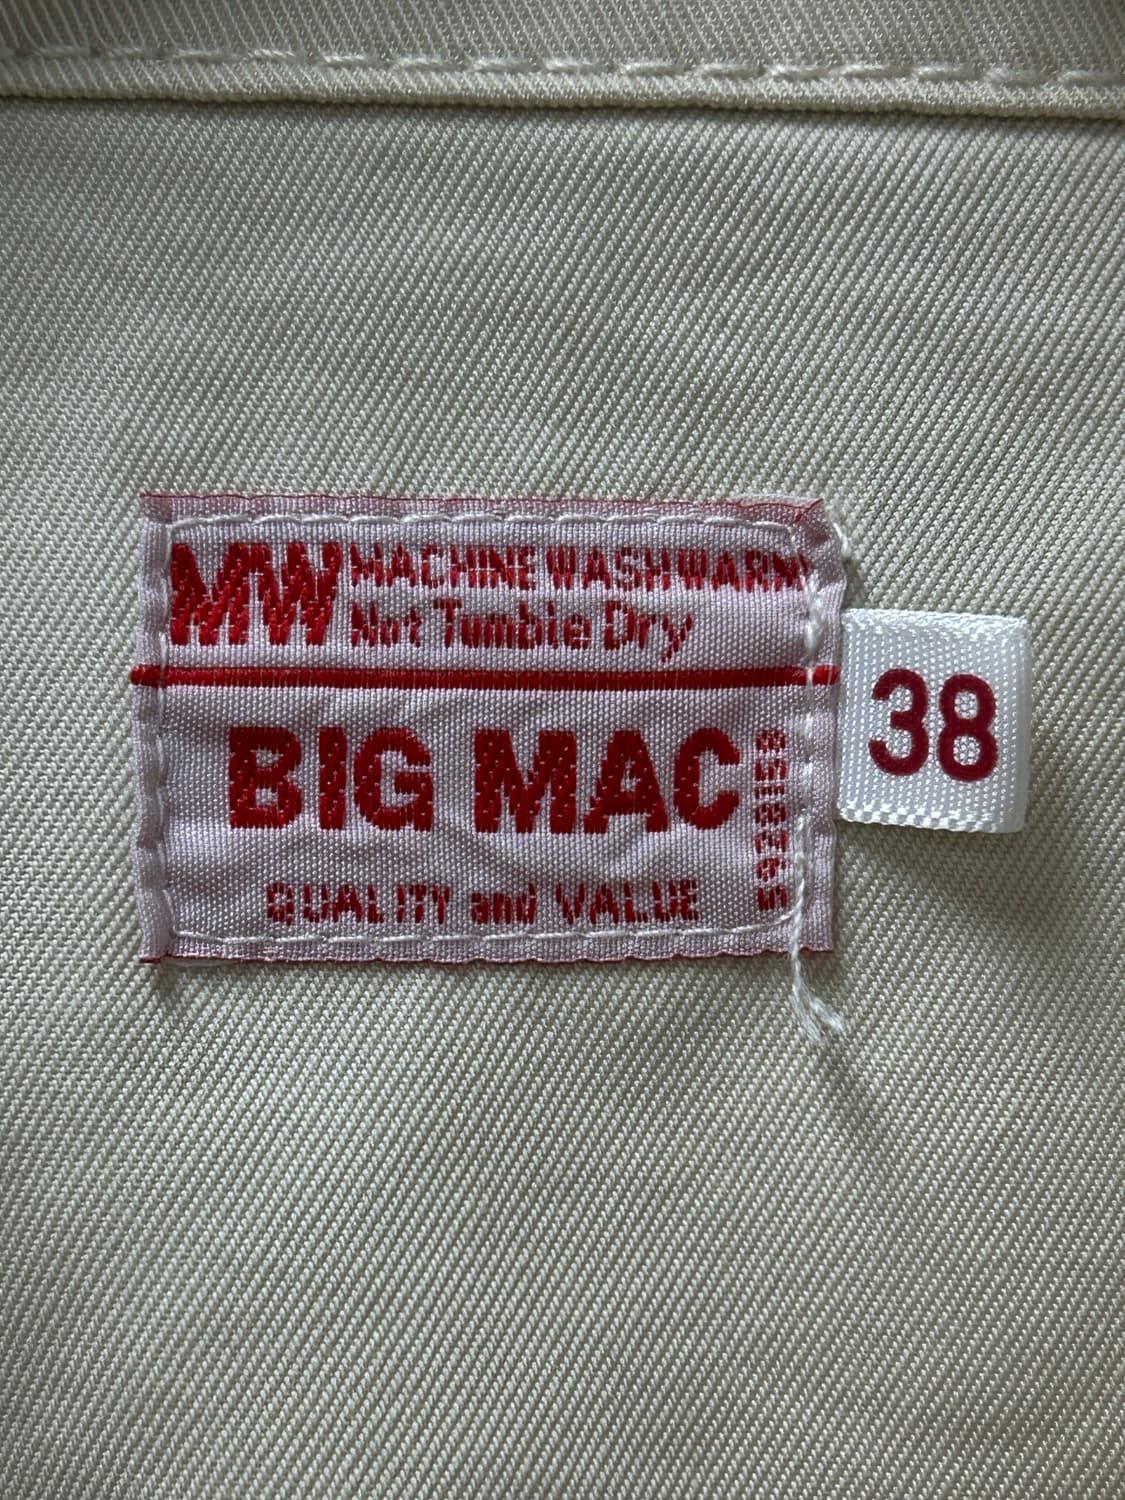 MW MACHINE WASH WARM
Not Tumble Dry
BIG MAC
QUALITY and VALUE
38